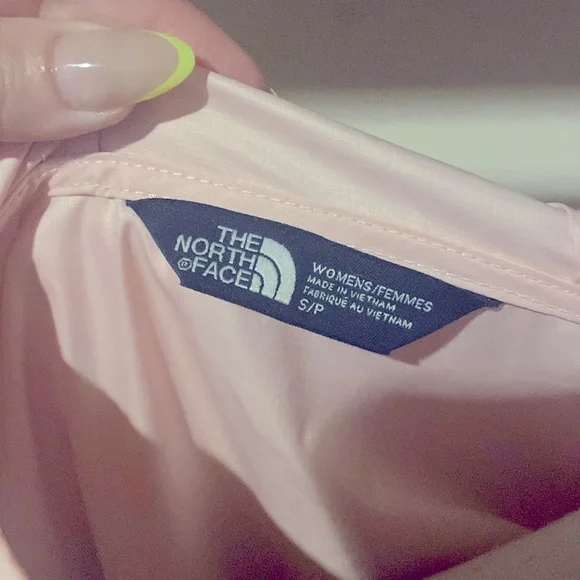 THE
NORTH
®FACE
WOMENS/FEMMES
MADE IN VIETNAM
FABRIQUÉ AU VIETNAM
S/P